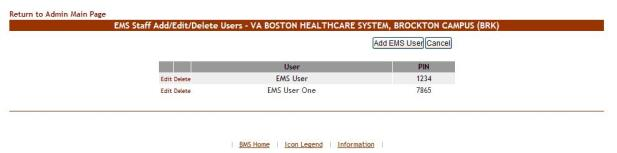 Return to Admin Main Page
EMS Staff Add/Edit/Delete Users - VA BOSTON HEALTHCARE SYSTEM, BROCKTON CAMPUS (BRK)
Add EMS User Cancel
User PIN
Edit Delete EMS User 1234
Edit Delete EMS User One 7865
| BMS Home | Icon Legend | Information |